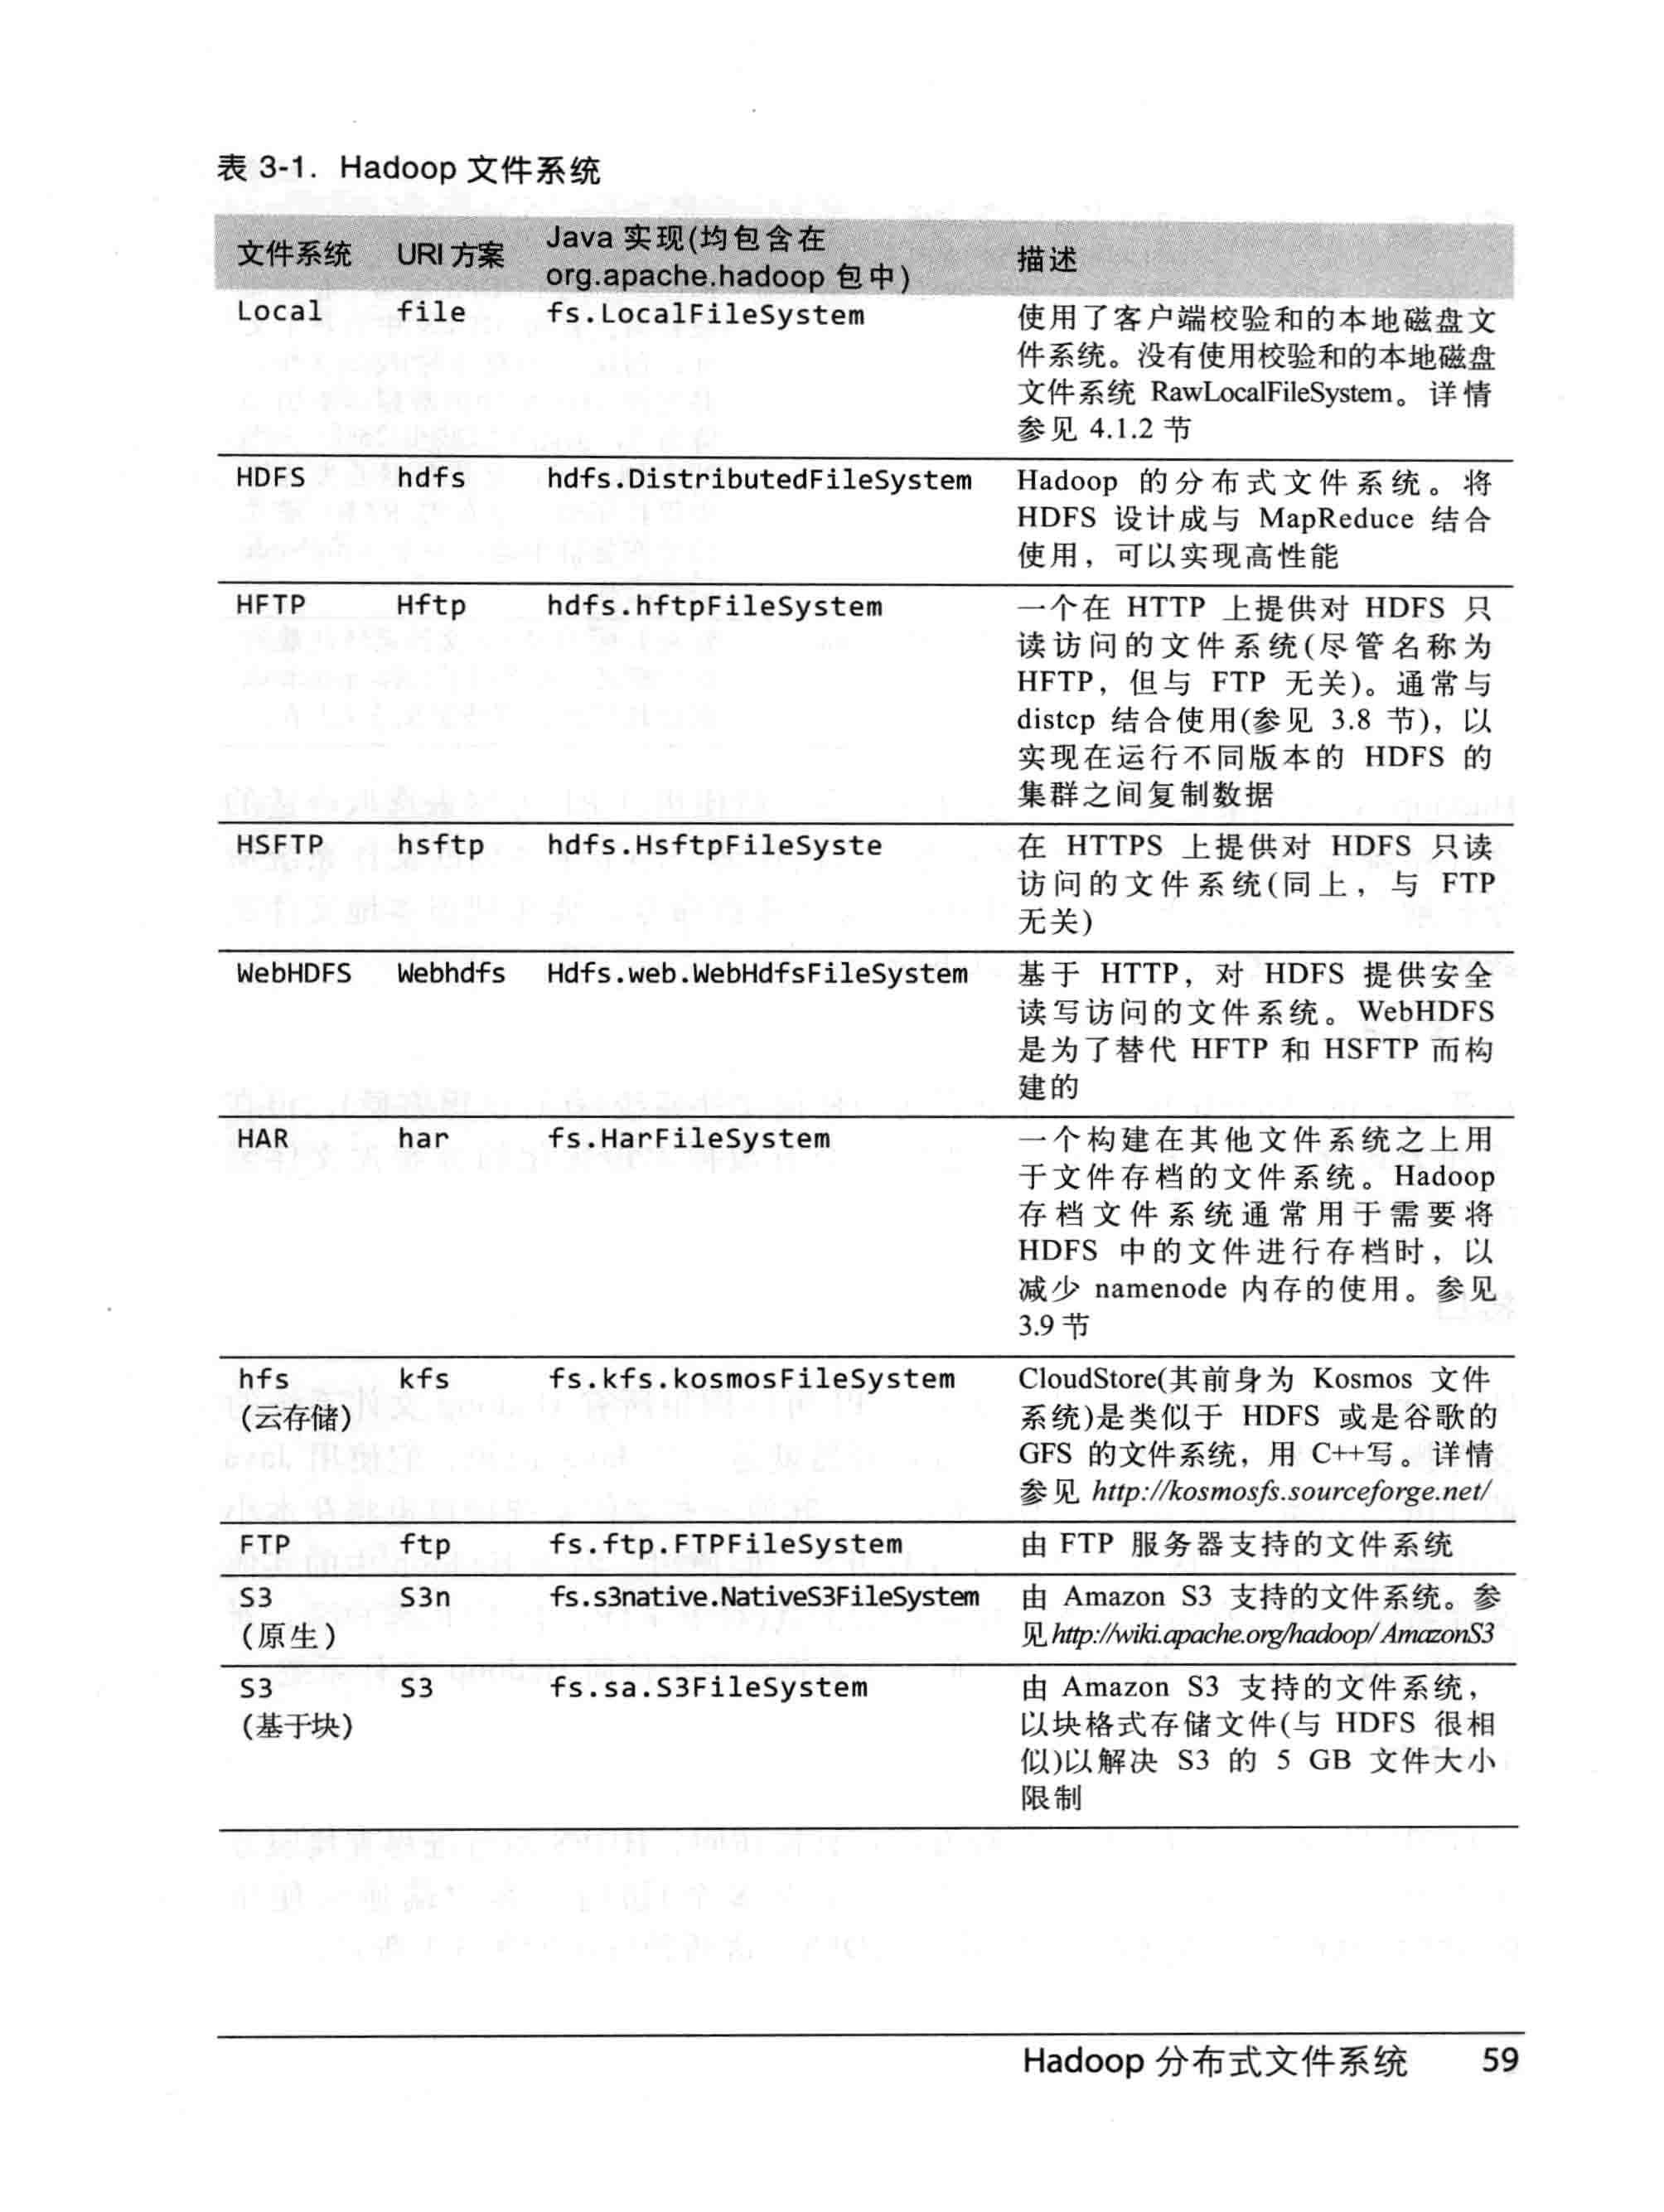 表 3-1. Hadoop 文件系统
文件系统 URI 方案 Java 实现(均包含在 org.apache.hadoop 包中) 描述
Local file fs.LocalFileSystem 使用了客户端校验和的本地磁盘文
件系统。没有使用校验和的本地磁盘
文件系统 RawLocalFileSystem。详情
参见 4.1.2 节
HDFS hdfs hdfs.DistributedFileSystem Hadoop 的分布式文件系统。将
HDFS 设计成与 MapReduce 结合
使用，可以实现高性能
HFTP Hftp hdfs.hftpFileSystem 一个在 HTTP 上提供对 HDFS 只
读访问的文件系统(尽管名称为
HFTP，但与 FTP 无关)。通常与
distcp 结合使用(参见 3.8 节)，以
实现在运行不同版本的 HDFS 的
集群之间复制数据
HSFTP hsftp hdfs.HsftpFileSyste 在 HTTPS 上提供对 HDFS 只读
访问的文件系统(同上，与 FTP
无关)
WebHDFS Webhdfs Hdfs.web.WebHdfsFileSystem 基于 HTTP，对 HDFS 提供安全
读写访问的文件系统。WebHDFS
是为了替代 HFTP 和 HSFTP 而构
建的
HAR har fs.HarFileSystem 一个构建在其他文件系统之上用
于文件存档的文件系统。Hadoop
存档文件系统通常用于需要将
HDFS 中的文件进行存档时，以
减少 namenode 内存的使用。参见
3.9 节
hfs kfs fs.kfs.kosmosFileSystem CloudStore(其前身为 Kosmos 文件
(云存储) 系统)是类似于 HDFS 或是谷歌的
GFS 的文件系统，用 C++写。详情
参见 http://kosmosfs.sourceforge.net/
FTP ftp fs.ftp.FTPFileSystem 由 FTP 服务器支持的文件系统
S3 S3n fs.s3native.NativeS3FileSystem 由 Amazon S3 支持的文件系统。参
(原生) 见 http://wiki.apache.org/hadoop/ AmazonS3
S3 S3 fs.sa.S3FileSystem 由 Amazon S3 支持的文件系统，
(基于块) 以块格式存储文件(与 HDFS 很相
似)以解决 S3 的 5 GB 文件大小
限制
Hadoop 分布式文件系统 59